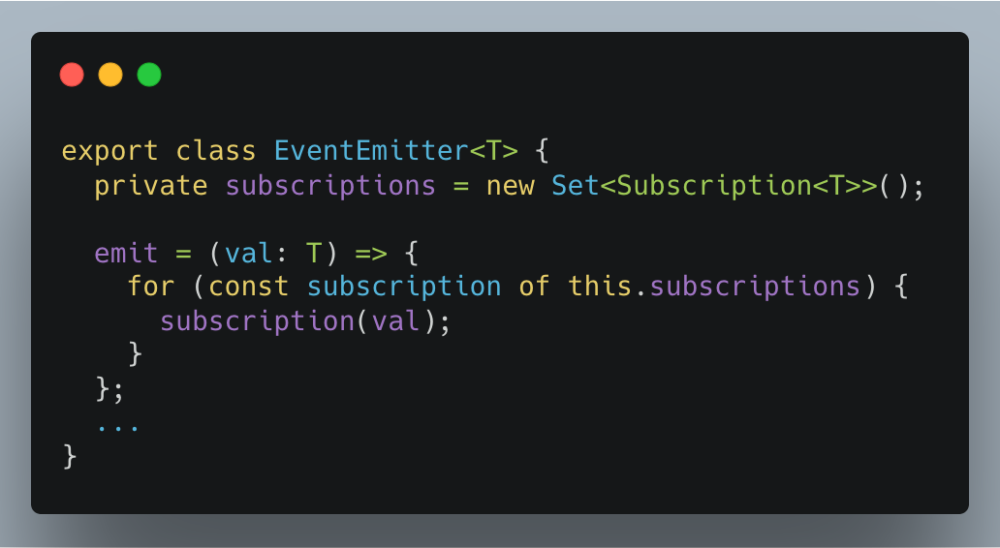 export class EventEmitter<T> {
  private subscriptions = new Set<Subscription<T>>();

  emit = (val: T) => {
    for (const subscription of this.subscriptions) {
      subscription(val);
    }
  };
  ...
}